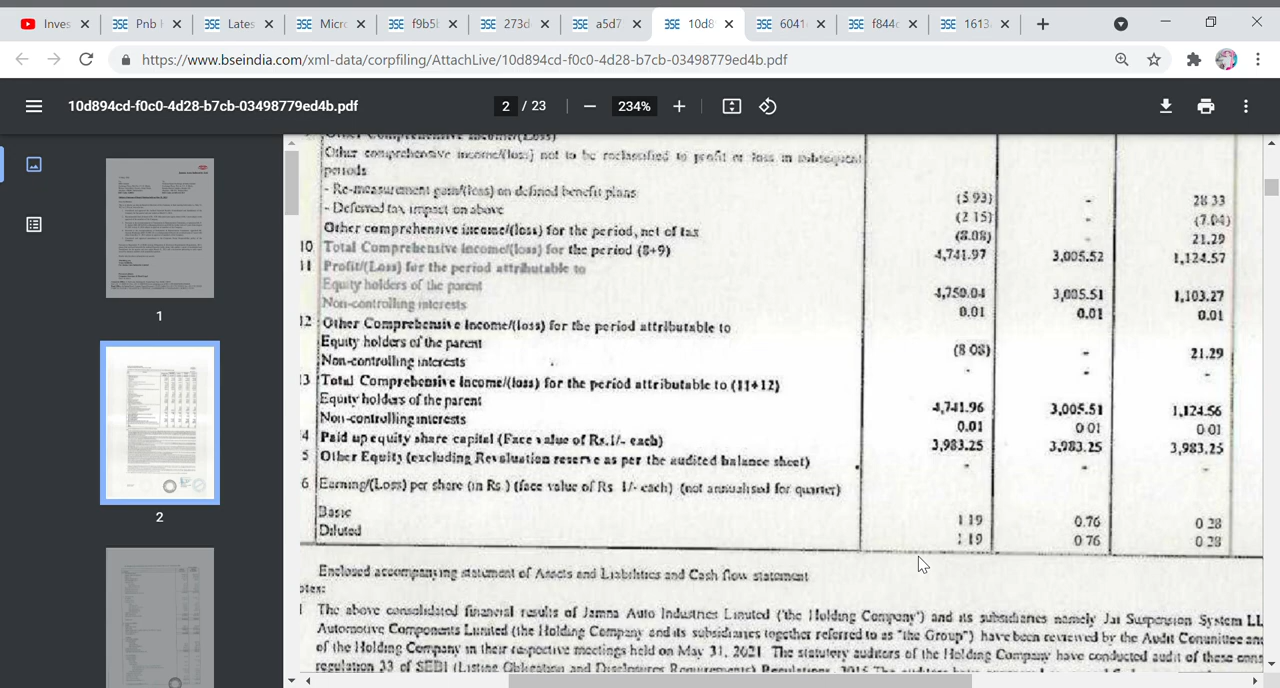 Inves
Pnb
Lates
Micro
f9b5
273d
a5d7
10d8
6041
f844c
1613
https://www.bseindia.com/xml-data/corpfiling/AttachLive/10d894cd-f0c0-4d28-b7cb-03498779ed4b.pdf
10d894cd-f0c0-4d28-b7cb-03498779ed4b.pdf
2 / 23
234%
1
2
Other comprehensive income/(loss) not to be reclassified to profit or loss in subsequent
periods
- Re-measurement gain/(loss) on defined benefit plans (5 93) - 28 33
- Deferred tax impact on above (2 15) - (7.04)
Other comprehensive income/(loss) for the period, net of tax (8.08) 21.29
10 Total Comprehensive Income/(loss) for the period (8+9) 4,741.97 3,005.52 1,124.57
11 Profit/(Loss) for the period attributable to
Equity holders of the parent 4,750.04 3,005.51 1,103.27
Non-controlling interests 0.01 0.01 0.01
12 Other Comprehensive Income/(loss) for the period attributable to
Equity holders of the parent (8 08) - 21.29
Non-controlling interests - - -
13 Total Comprehensive Income/(loss) for the period attributable to (11+12)
Equity holders of the parent 4,741.96 3,005.51 1,124.56
Non-controlling interests 0.01 0 01 0 01
4 Paid up equity share capital (Face value of Rs.1/- each) 3,983.25 3,983.25 3,983.25
5 Other Equity (excluding Revaluation reserve as per the audited balance sheet) - - -
6 Earning/(Loss) per share (in Rs ) (face value of Rs 1/- each) (not annualised for quarter)
Basic 1 19 0.76 0 28
Diluted 1 19 0 76 0.28
Enclosed accompanying statement of Assets and Liabilities and Cash flow statement
otes:
1 The above consolidated financial results of Jamna Auto Industries Limited ('the Holding Company') and its subsidiaries namely Jai Suspension System LL
Automotive Components Limited (the Holding Company and its subsidiaries together referred to as "the Group") have been reviewed by the Audit Committee an
of the Holding Company in their respective meetings held on May 31, 2021 The statutory auditors of the Holding Company have conducted audit of these cons
regulation 33 of SEBI (Listing Obligation and Disclosures Requirements) Regulations, 2015